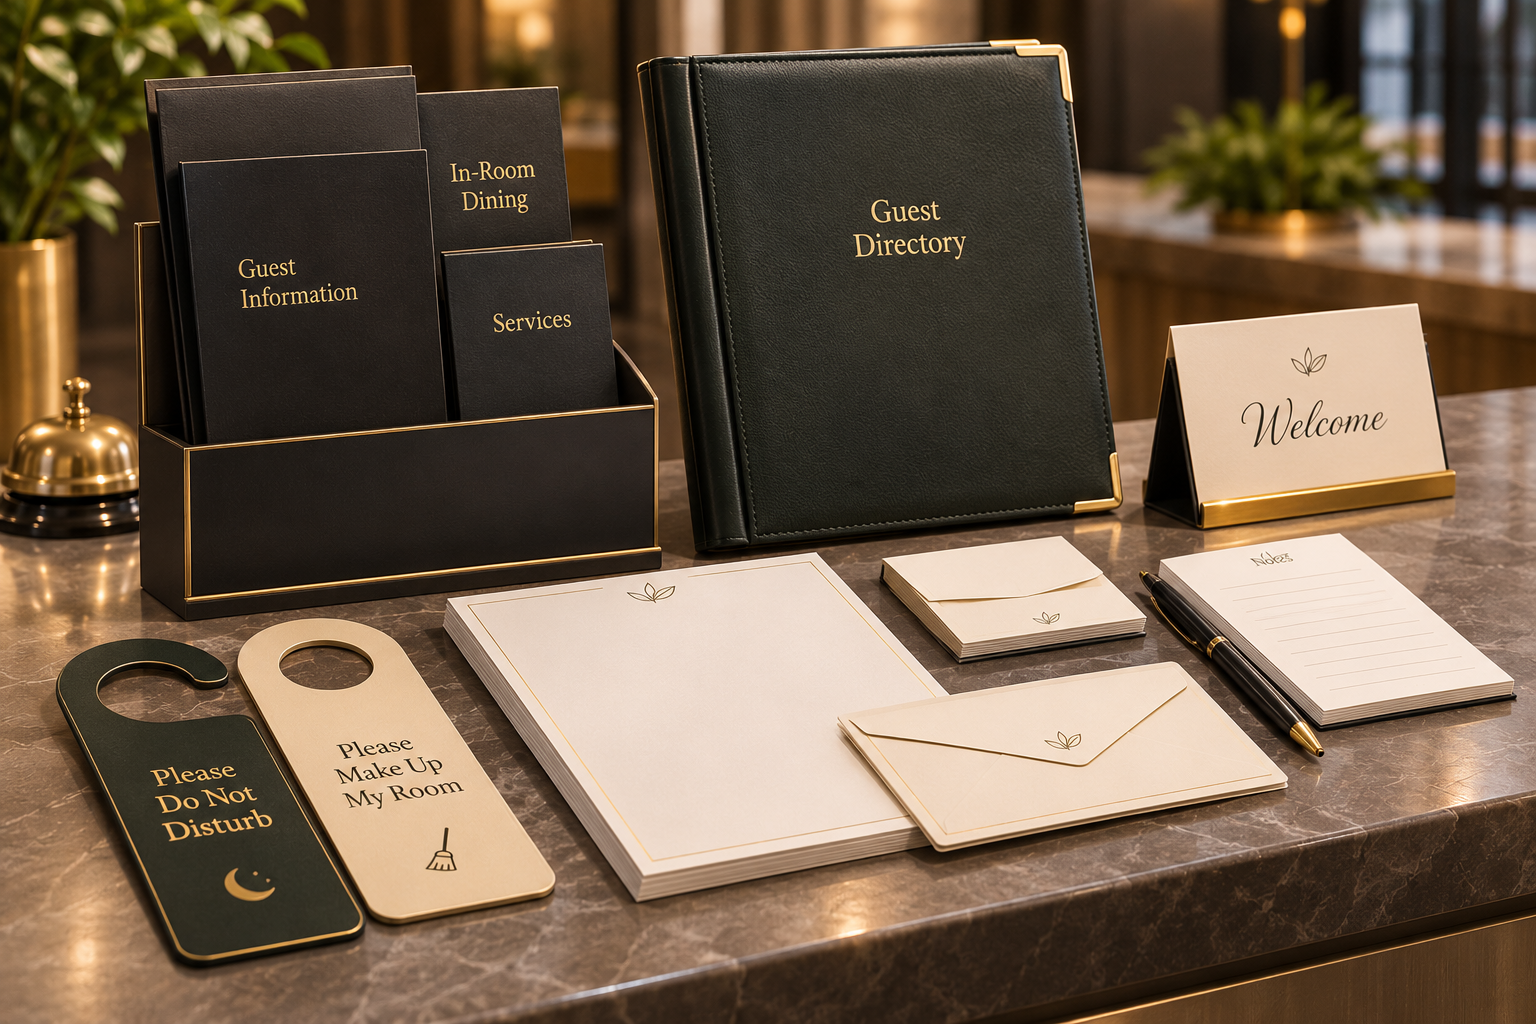 Guest
Information
In-Room
Dining
Services
Guest
Directory
Welcome
Notes
Please
Do Not
Disturb
Please
Make Up
My Room